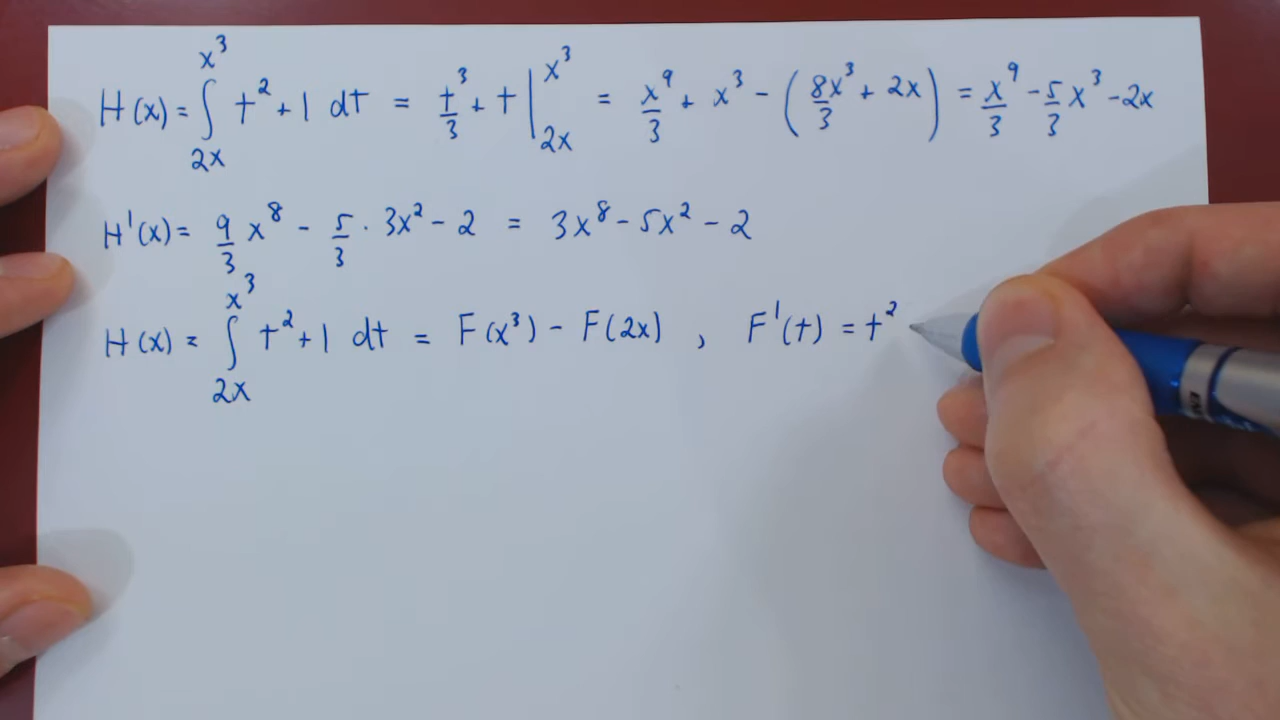 H(x) = ∫_{2x}^{x³} t² + 1 dt = t³/3 + t |_{2x}^{x³} = x⁹/3 + x³ - (8x³/3 + 2x) = x⁹/3 - 5/3 x³ - 2x
H'(x) = 9/3 x⁸ - 5/3 · 3x² - 2 = 3x⁸ - 5x² - 2
H(x) = ∫_{2x}^{x³} t² + 1 dt = F(x³) - F(2x) , F'(t) = t²